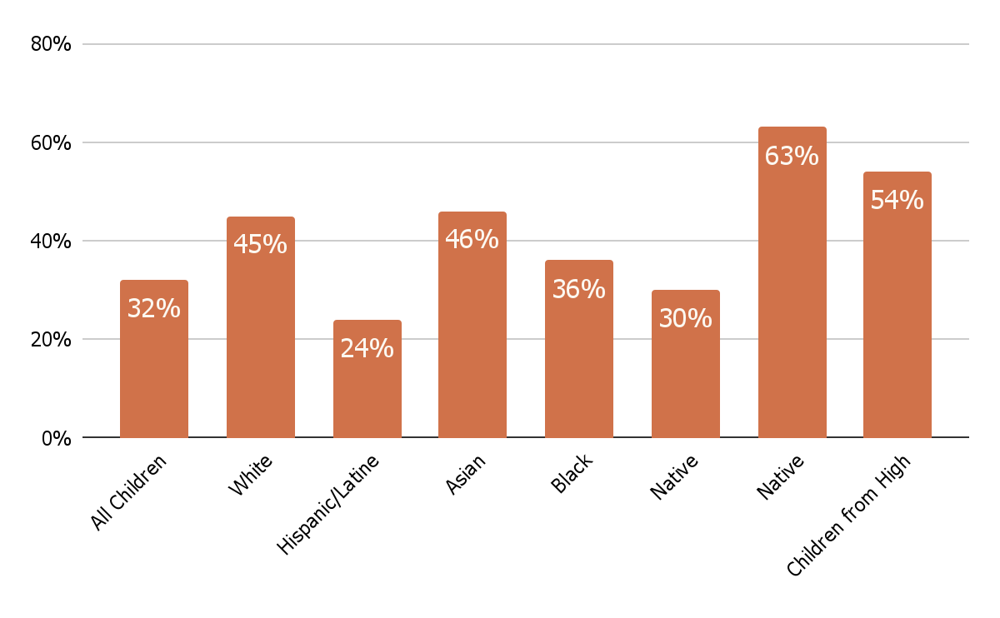 80%
60%
40%
20%
0%
32%
45%
24%
46%
36%
30%
63%
54%
All Children
White
Hispanic/Latine
Asian
Black
Native
Native
Children from High